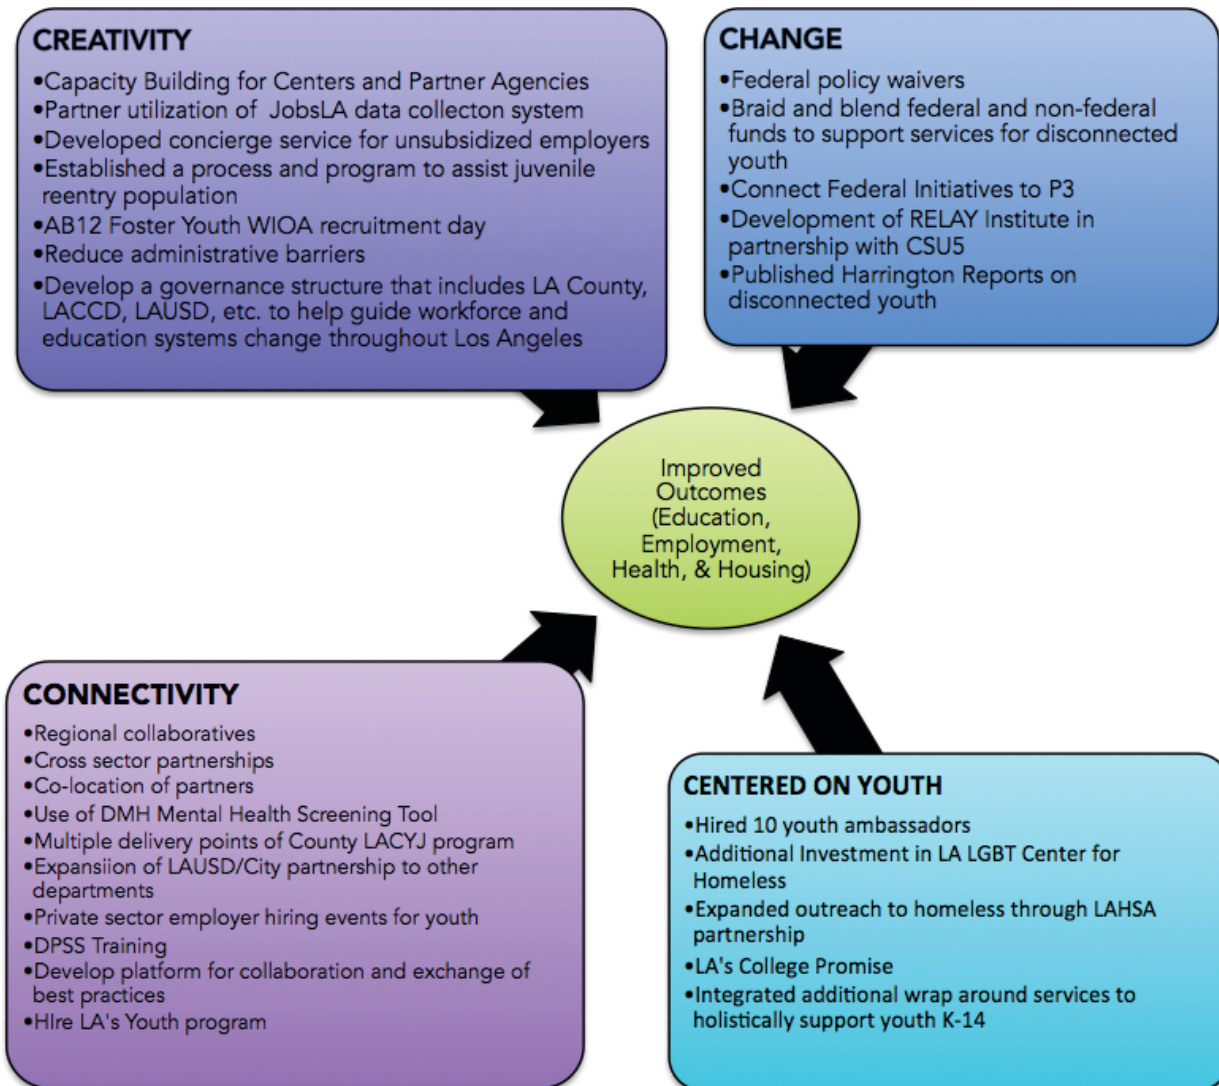 CREATIVITY
•Capacity Building for Centers and Partner Agencies
•Partner utilization of JobsLA data collecton system
•Developed concierge service for unsubsidized employers
•Established a process and program to assist juvenile
reentry population
•AB12 Foster Youth WIOA recruitment day
•Reduce administrative barriers
•Develop a governance structure that includes LA County,
LACCD, LAUSD, etc. to help guide workforce and
education systems change throughout Los Angeles
CHANGE
•Federal policy waivers
•Braid and blend federal and non-federal
funds to support services for disconnected
youth
•Connect Federal Initiatives to P3
•Development of RELAY Institute in
partnership with CSU5
•Published Harrington Reports on
disconnected youth
Improved
Outcomes
(Education,
Employment,
Health, & Housing)
CONNECTIVITY
•Regional collaboratives
•Cross sector partnerships
•Co-location of partners
•Use of DMH Mental Health Screening Tool
•Multiple delivery points of County LACYJ program
•Expansiion of LAUSD/City partnership to other
departments
•Private sector employer hiring events for youth
•DPSS Training
•Develop platform for collaboration and exchange of
best practices
•HIre LA's Youth program
CENTERED ON YOUTH
•Hired 10 youth ambassadors
•Additional Investment in LA LGBT Center for
Homeless
•Expanded outreach to homeless through LAHSA
partnership
•LA's College Promise
•Integrated additional wrap around services to
holistically support youth K-14